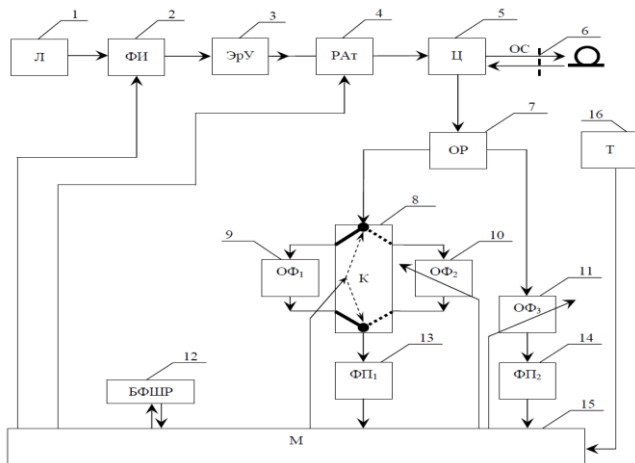 1 2 3 4 5 6
Л ФИ ЭрУ РАт Ц ОС
7 16
ОР Т
8
9 10
ОФ₁ К ОФ₂ 11
ОФ₃
12 13 14
БФШР ФП₁ ФП₂
15
М